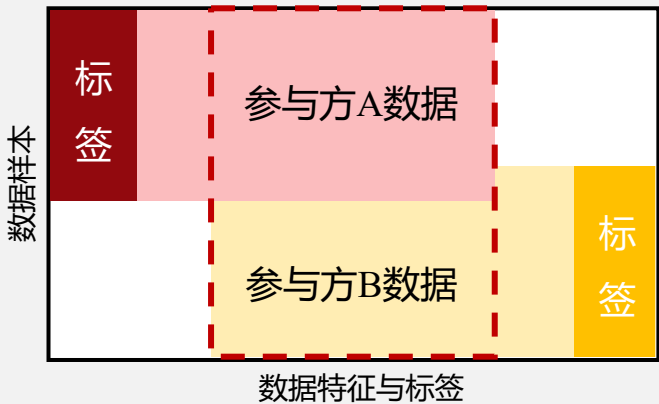 标
签
参与方A数据
数据样本
参与方B数据
标
签
数据特征与标签